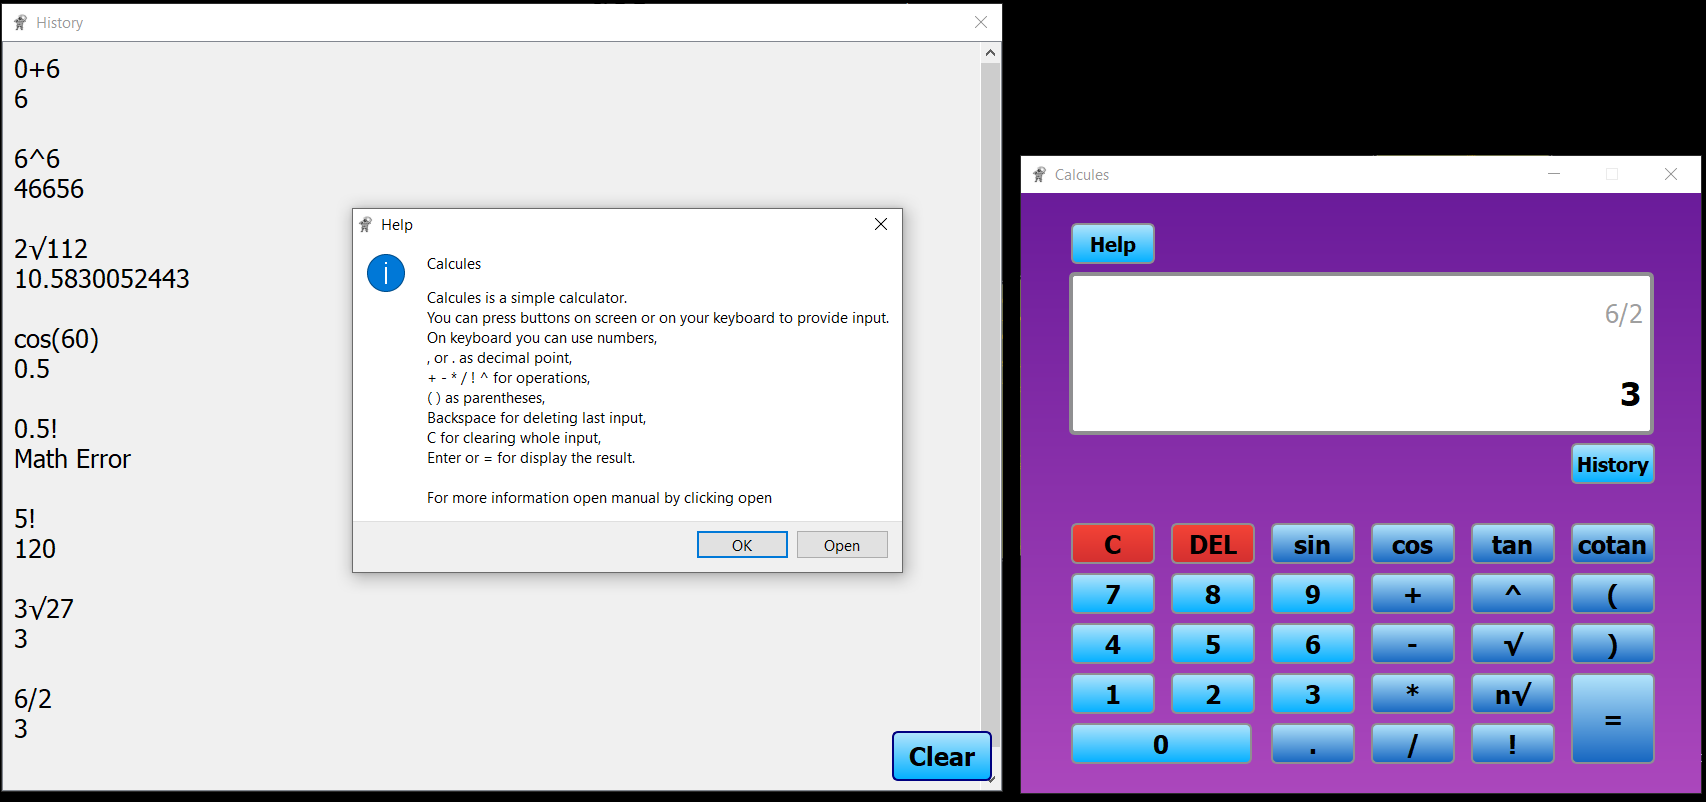 History
0+6
6
6^6
46656
2√112
10.5830052443
cos(60)
0.5
0.5!
Math Error
5!
120
3√27
3
6/2
3
Clear
Help
Calcules
Calcules is a simple calculator.
You can press buttons on screen or on your keyboard to provide input.
On keyboard you can use numbers,
, or . as decimal point,
+ - * / ! ^ for operations,
( ) as parentheses,
Backspace for deleting last input,
C for clearing whole input,
Enter or = for display the result.
For more information open manual by clicking open
OK Open
Calcules
Help
6/2
3
History
C DEL sin cos tan cotan
7 8 9 + ^ (
4 5 6 - √ )
1 2 3 * n√ =
0 . / !